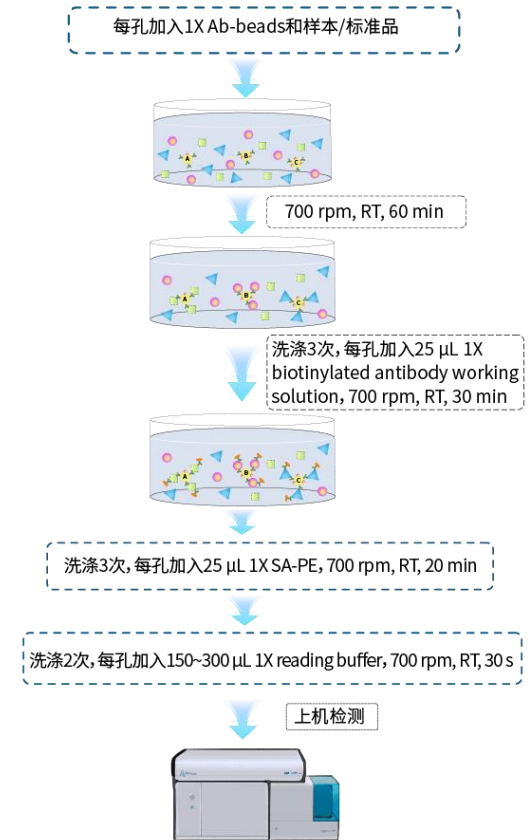 每孔加入1X Ab-beads和样本/标准品
A
B
C
700 rpm, RT, 60 min
A
B
C
洗涤3次，每孔加入25 μL 1X
biotinylated antibody working
solution，700 rpm, RT, 30 min
A
B
C
洗涤3次，每孔加入25 μL 1X SA-PE，700 rpm, RT, 20 min
洗涤2次，每孔加入150~300 μL 1X reading buffer，700 rpm, RT, 30 s
上机检测